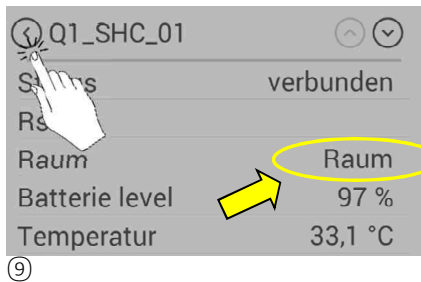 Q1_SHC_01
verbunden
Raum Raum
Batterie level 97 %
Temperatur 33,1 °C
⑨